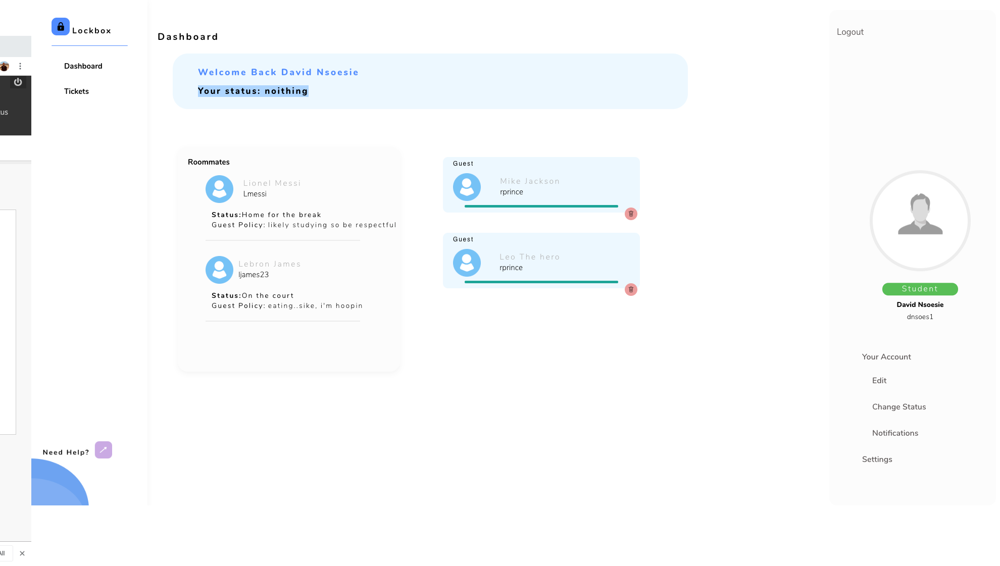 Lockbox
Dashboard
Tickets
Need Help?
Dashboard
Welcome Back David Nsoesie
Your status: noithing
Roommates
Lionel Messi
Lmessi
Status:Home for the break
Guest Policy: likely studying so be respectful
Lebron James
ljames23
Status:On the court
Guest Policy: eating..sike, i'm hoopin
Guest
Mike Jackson
rprince
Guest
Leo The hero
rprince
Logout
Student
David Nsoesie
dnsoes1
Your Account
Edit
Change Status
Notifications
Settings